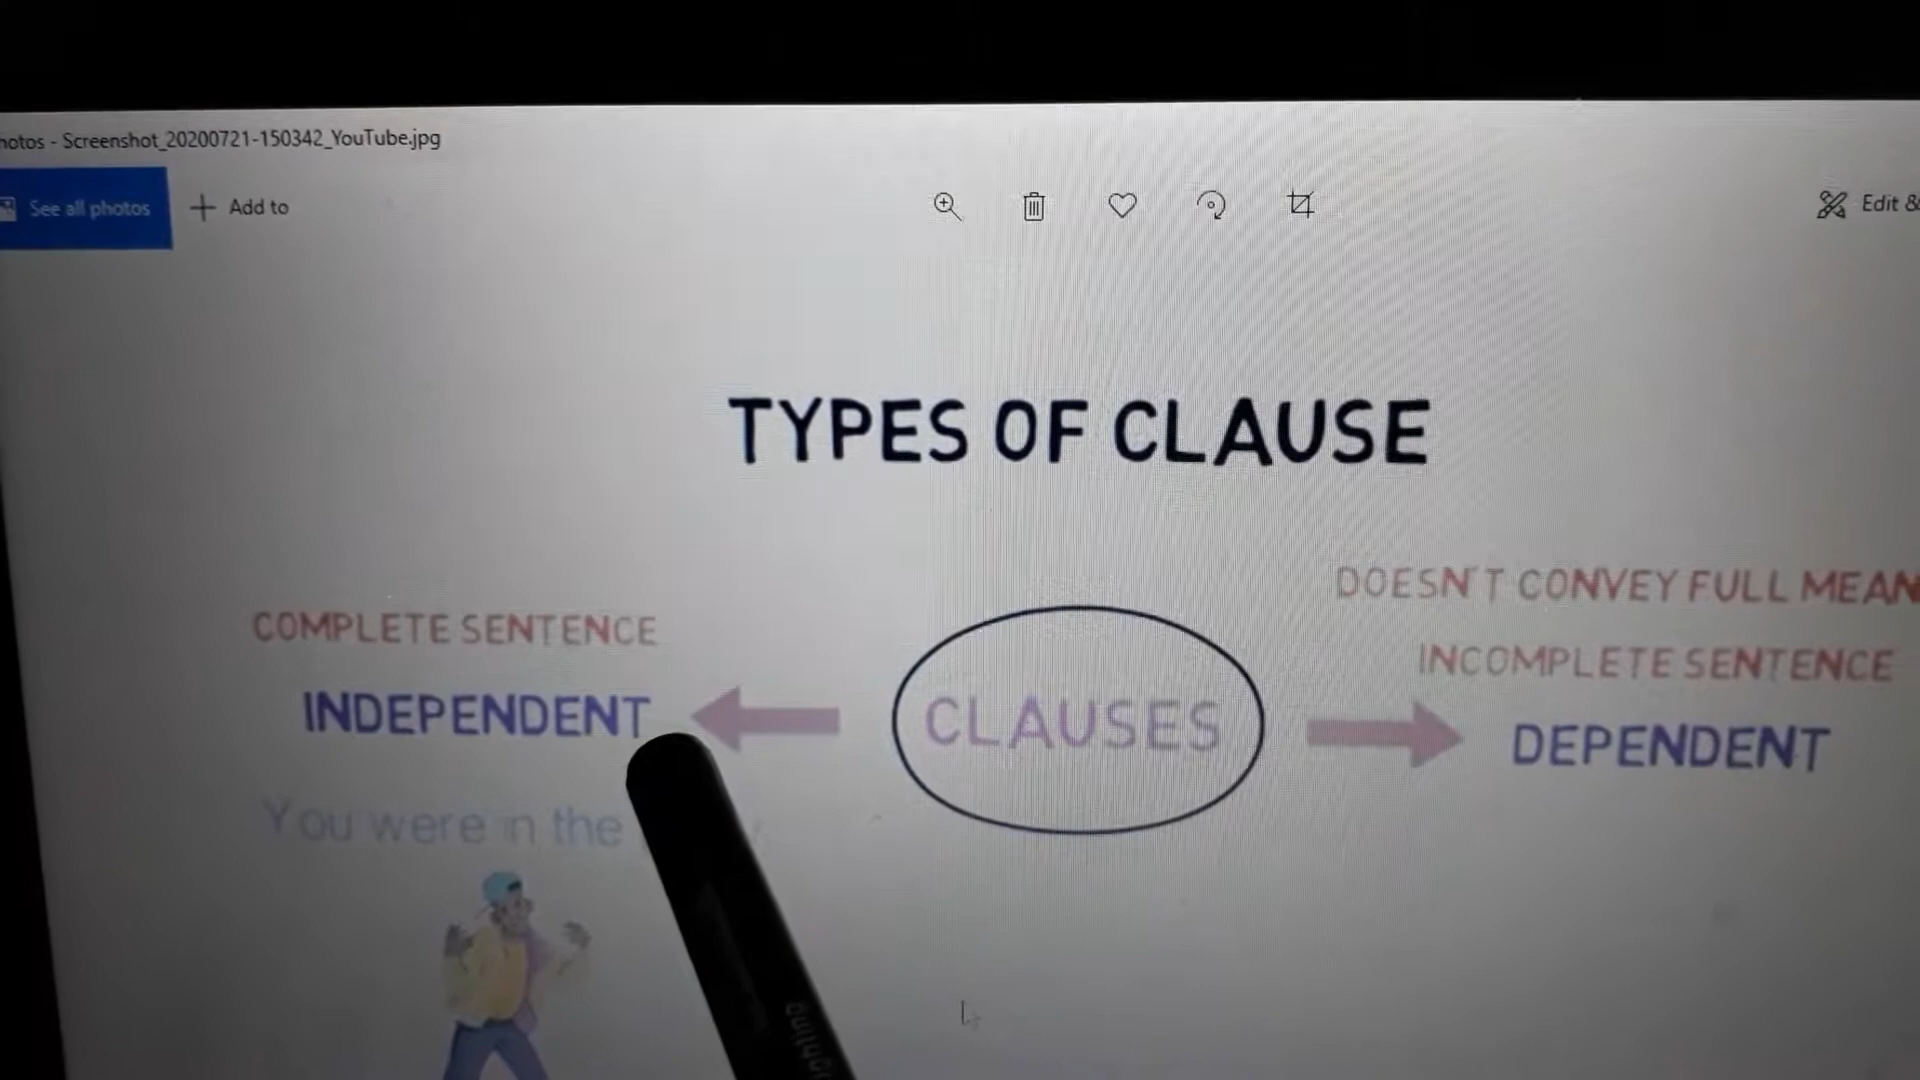 hotos - Screenshot_20200721-150342_YouTube.jpg
See all photos
Add to
Edit &
TYPES OF CLAUSE
COMPLETE SENTENCE
INDEPENDENT
You were in the
CLAUSES
DOESN'T CONVEY FULL MEAN
INCOMPLETE SENTENCE
DEPENDENT